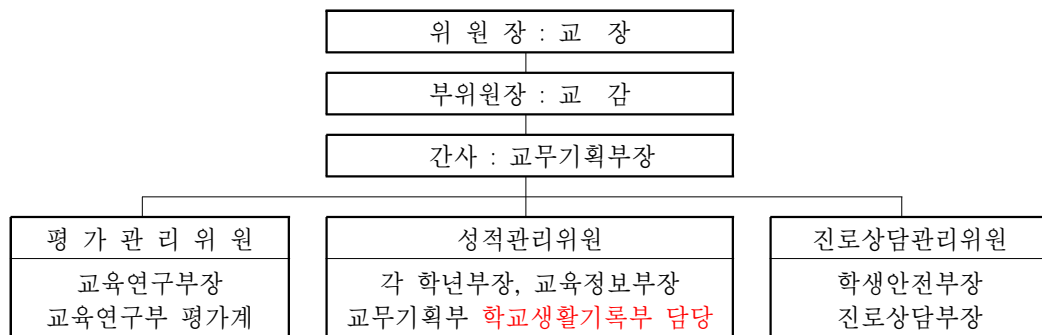 위 원 장 : 교 장
부위원장 : 교 감
간사 : 교무기획부장
평 가 관 리 위 원
교육연구부장
교육연구부 평가계
성적관리위원
각 학년부장, 교육정보부장
교무기획부 학교생활기록부 담당
진로상담관리위원
학생안전부장
진로상담부장